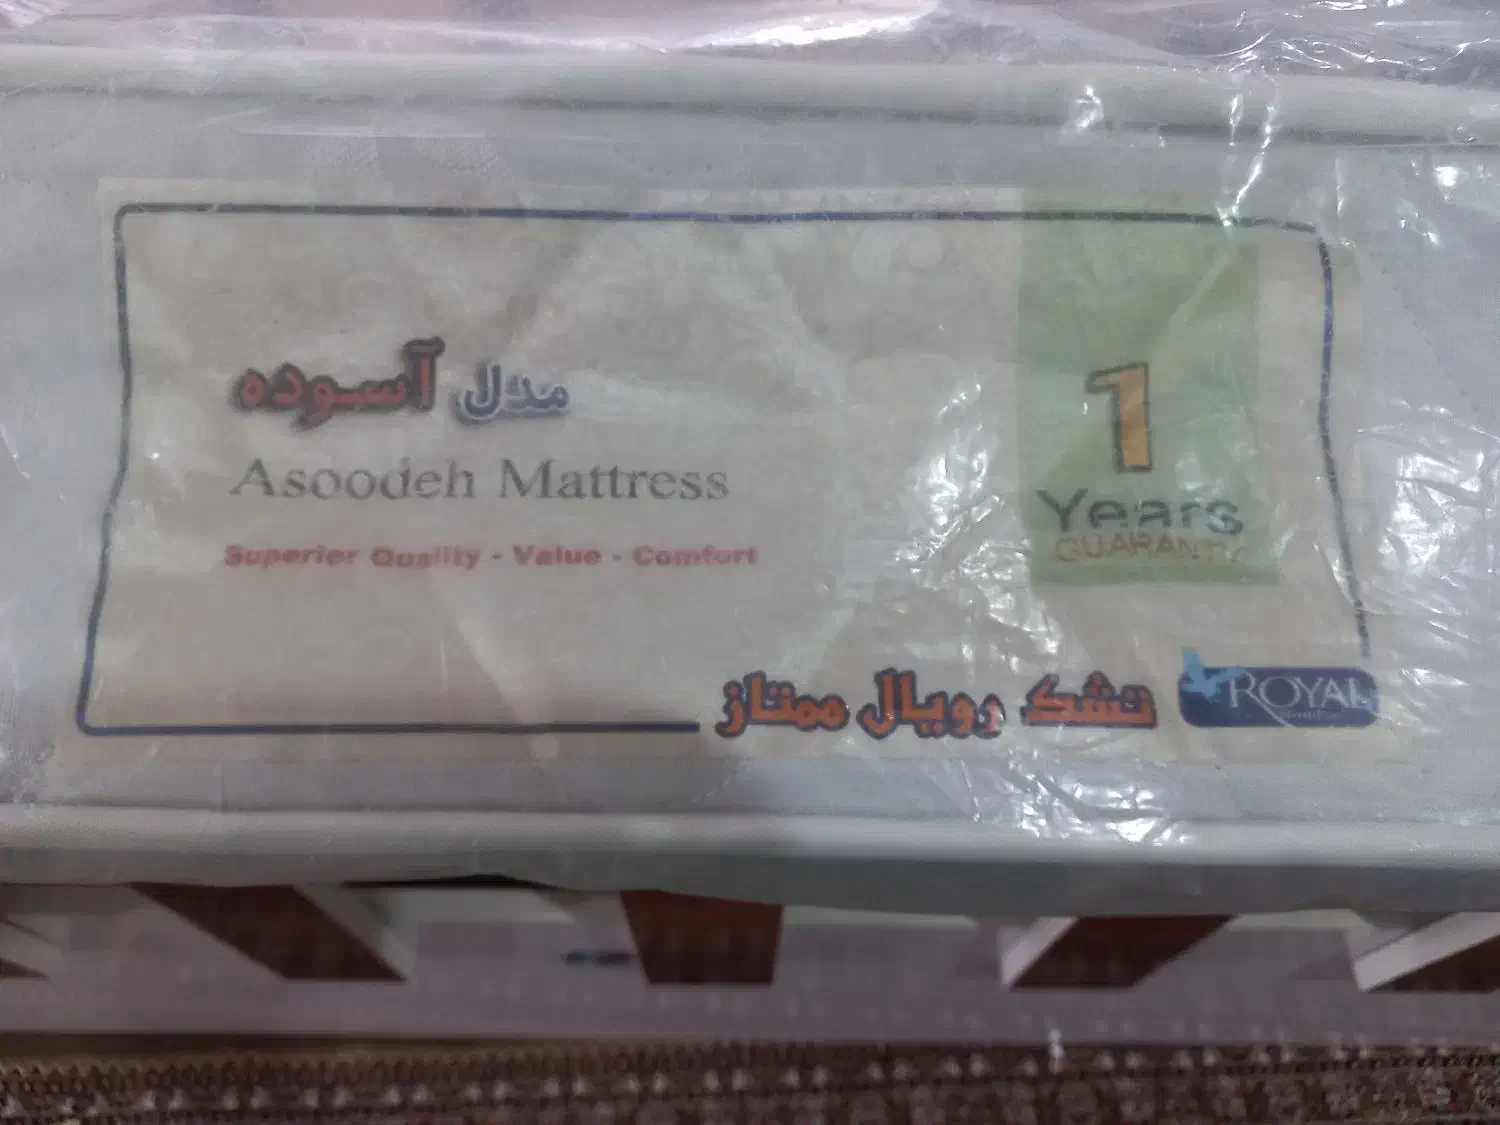 مدل آسوده
Asoodeh Mattress
Superier Quality - Value - Comfort
1
Years
GUARANTY
تشک رویال ممتاز
ROYAL